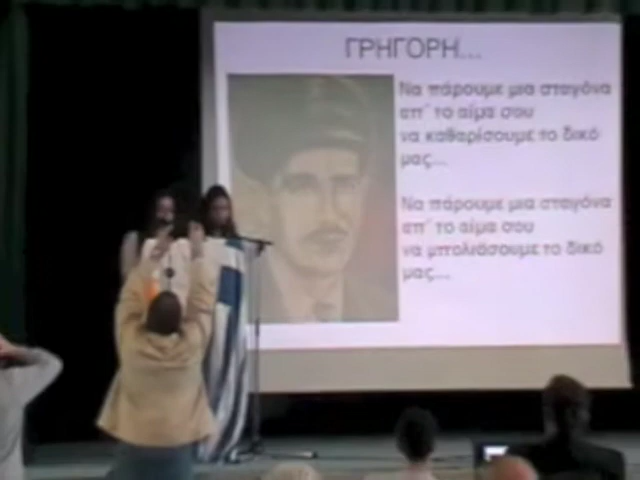 ΓΡΗΓΟΡΗ...
Να πάρουμε μια σταγόνα
απ΄ το αίμα σου
να καθαρίσουμε το δικό
μας...
Να πάρουμε μια σταγόνα
απ΄ το αίμα σου
να μπολιάσουμε το δικό
μας...